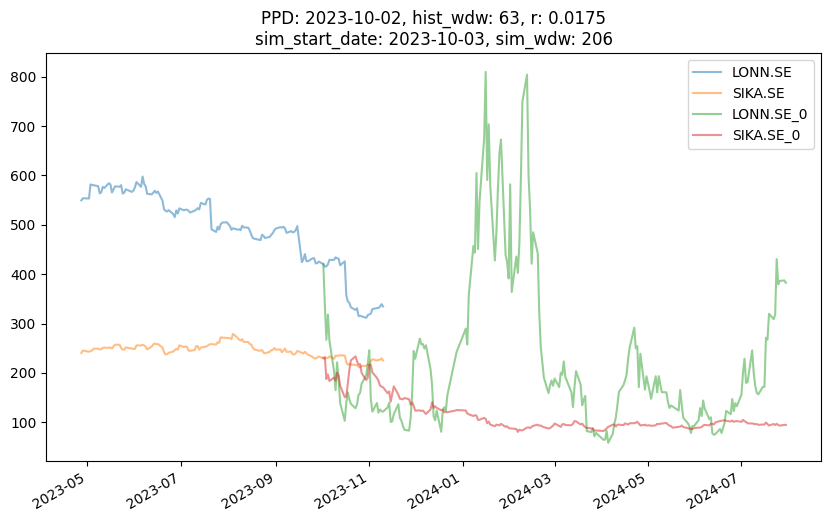 PPD: 2023-10-02, hist_wdw: 63, r: 0.0175
sim_start_date: 2023-10-03, sim_wdw: 206
LONN.SE
SIKA.SE
LONN.SE_0
SIKA.SE_0
800
700
600
500
400
300
200
100
2023-05
2023-07
2023-09
2023-11
2024-01
2024-03
2024-05
2024-07